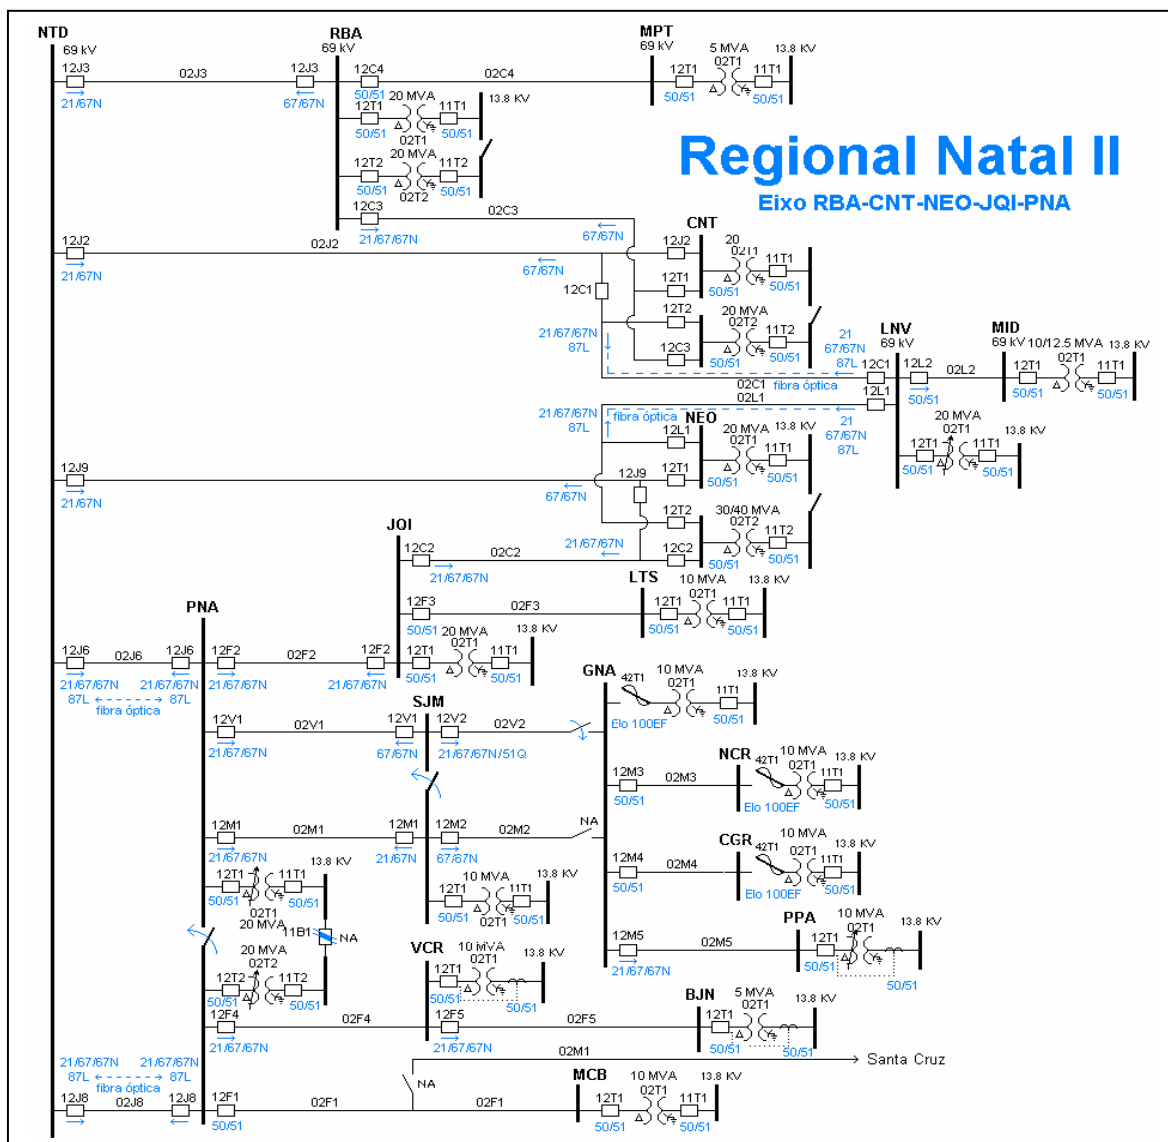 NTD
RBA
MPT
69 kV
69 kV
69 kV
5 MVA
13.8 KV
12J3
02J3
12J3
12C4
02C4
12T1
02T1
11T1
21/67N
67/67N
50/51
50/51
50/51
20 MVA
13.8 KV
12T1
11T1
50/51
02T1
50/51
20 MVA
12T2
11T2
50/51
02T2
50/51
Regional Natal II
Eixo RBA-CNT-NEO-JQI-PNA
12C3
02C3
21/67/67N
67/67N
CNT
12J2
02J2
12J2
20
02T1
13.8 KV
11T1
21/67N
67/67N
12C1
12T1
50/51
50/51
12T2
20 MVA
02T2
11T2
21/67/67N
87L
12C3
50/51
50/51
LNV
69 kV
MID
69 kV
10/12.5 MVA
13.8 KV
21
67/67N
87L
fibra óptica
12C1
12L2
02L2
12T1
02T1
11T1
02C1
50/51
50/51
50/51
02L1
12L1
21/67/67N
87L
fibra óptica
NEO
21
67/67N
87L
20 MVA
13.8 KV
12L1
02T1
11T1
20 MVA
13.8 KV
12T1
02T1
11T1
50/51
50/51
12J9
12J9
12T1
50/51
50/51
21/67N
67/67N
30/40 MVA
12T2
02T2
11T2
JQI
12C2
02C2
21/67/67N
12C2
50/51
50/51
21/67/67N
LTS
10 MVA
13.8 KV
12F3
02F3
12T1
02T1
11T1
50/51
50/51
50/51
PNA
20 MVA
13.8 KV
12J6
02J6
12J6
12F2
02F2
12F2
12T1
02T1
11T1
21/67/67N
21/67/67N
21/67/67N
21/67/67N
50/51
50/51
87L
87L
fibra óptica
GNA
42T1
10 MVA
02T1
11T1
13.8 KV
SJM
Elo 100EF
50/51
12V1
02V1
12V1
12V2
02V2
21/67/67N
67/67N
21/67/67N/51Q
NCR
10 MVA
13.8 KV
12M3
02M3
42T1
02T1
11T1
50/51
Elo 100EF
50/51
12M1
02M1
12M1
12M2
02M2
NA
21/67/67N
21/67N
67/67N
CGR
10 MVA
13.8 KV
12M4
02M4
42T1
02T1
11T1
50/51
Elo 100EF
50/51
13.8 KV
12T1
11T1
50/51
02T1
50/51
20 MVA
10 MVA
13.8 KV
12T1
11T1
50/51
02T1
50/51
11B1
NA
PPA
10 MVA
13.8 KV
12M5
02M5
12T1
02T1
21/67/67N
50/51
50/51
20 MVA
02T2
12T2
11T2
50/51
50/51
VCR
10 MVA
13.8 KV
12T1
02T1
50/51
50/51
BJN
5 MVA
13.8 KV
12F4
02F4
12F5
02F5
12T1
02T1
21/67/67N
21/67/67N
50/51
50/51
02M1
Santa Cruz
21/67/67N
21/67/67N
87L
87L
fibra óptica
NA
MCB
10 MVA
13.8 KV
12J8
02J8
12J8
12F1
02F1
02F1
12T1
02T1
11T1
50/51
50/51
50/51